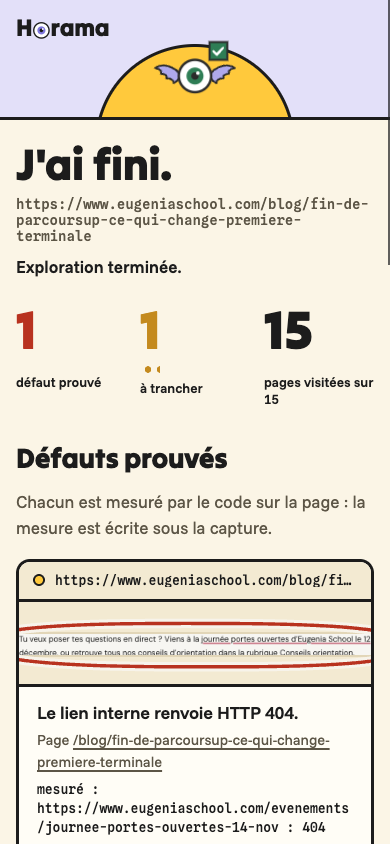 Horama
J'ai fini.
https://www.eugeniaschool.com/blog/fin-de-
parcoursup-ce-qui-change-premiere-
terminale
Exploration terminée.
1
défaut prouvé
1
à trancher
15
pages visitées sur
15
Défauts prouvés
Chacun est mesuré par le code sur la page : la
mesure est écrite sous la capture.
https://www.eugeniaschool.com/blog/fi…
Tu veux poser tes questions en direct ? Viens à la journée portes ouvertes d'Eugenia School le 12
décembre, ou retrouve tous nos conseils d'orientation dans la rubrique Conseils orientation.
Le lien interne renvoie HTTP 404.
Page /blog/fin-de-parcoursup-ce-qui-change-
premiere-terminale
mesuré :
https://www.eugeniaschool.com/evenements
/journee-portes-ouvertes-14-nov : 404